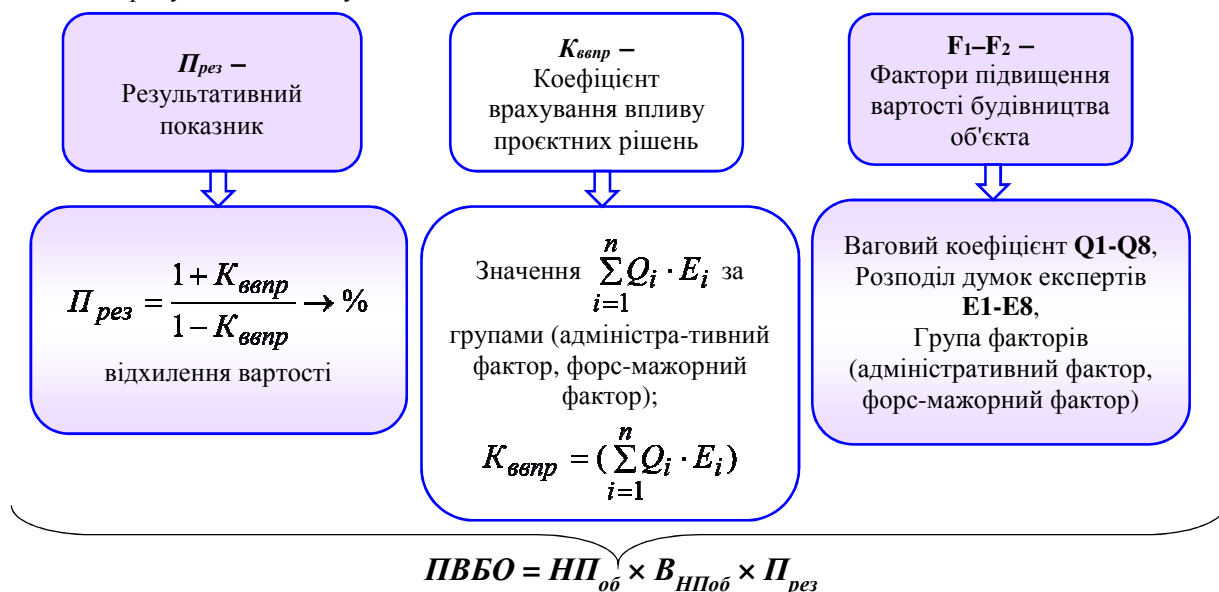 П_рез –
Результативний
показник
К_ввпр –
Коефіцієнт
врахування впливу
проєктних рішень
F₁–F₂ –
Фактори підвищення
вартості будівництва
об'єкта
П_рез = (1 + К_ввпр) / (1 − К_ввпр) → %
відхилення вартості
Значення ∑_{i=1}^{n} Q_i · E_i за
групами (адміністра-тивний
фактор, форс-мажорний
фактор);
К_ввпр = (∑_{i=1}^{n} Q_i · E_i)
Ваговий коефіцієнт Q1-Q8,
Розподіл думок експертів
E1-E8,
Група факторів
(адміністративний фактор,
форс-мажорний фактор)
ПВБО = НП_об × В_НПоб × П_рез